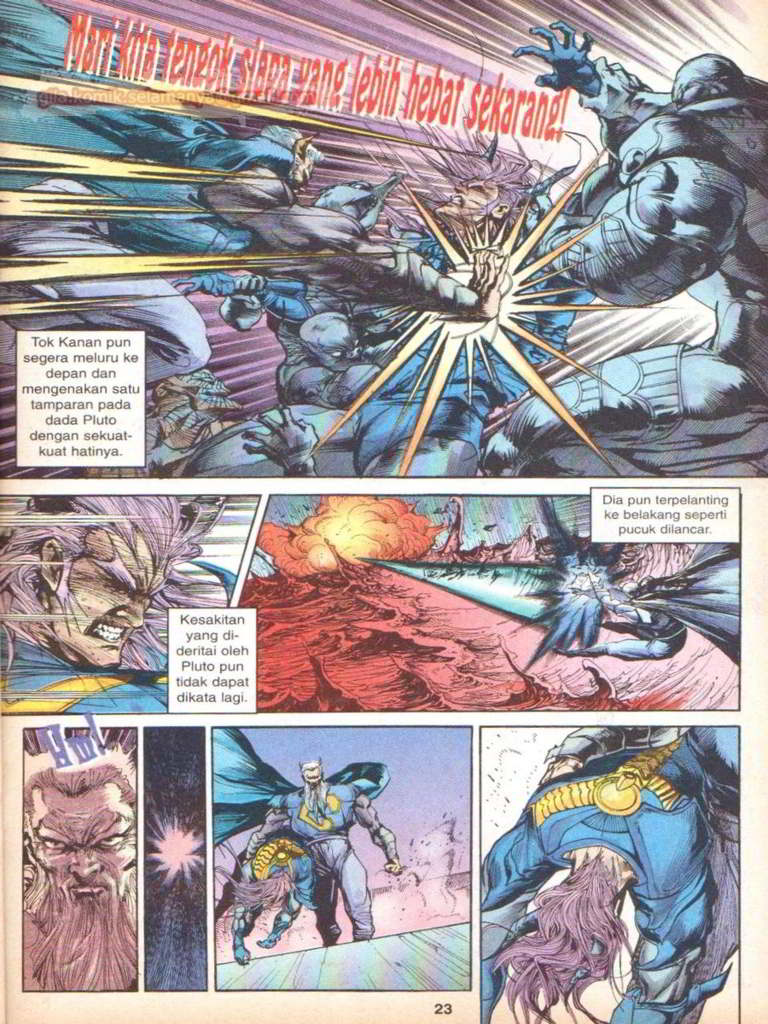 Mari kita tengok siapa yang lebih hebat sekarang!
Tok Kanan pun
segera meluru ke
depan dan
mengenakan satu
tamparan pada
dada Pluto
dengan sekuat-
kuat hatinya.
Dia pun terpelanting
ke belakang seperti
pucuk dilancar.
Kesakitan
yang di-
deritai oleh
Pluto pun
tidak dapat
dikata lagi.
23